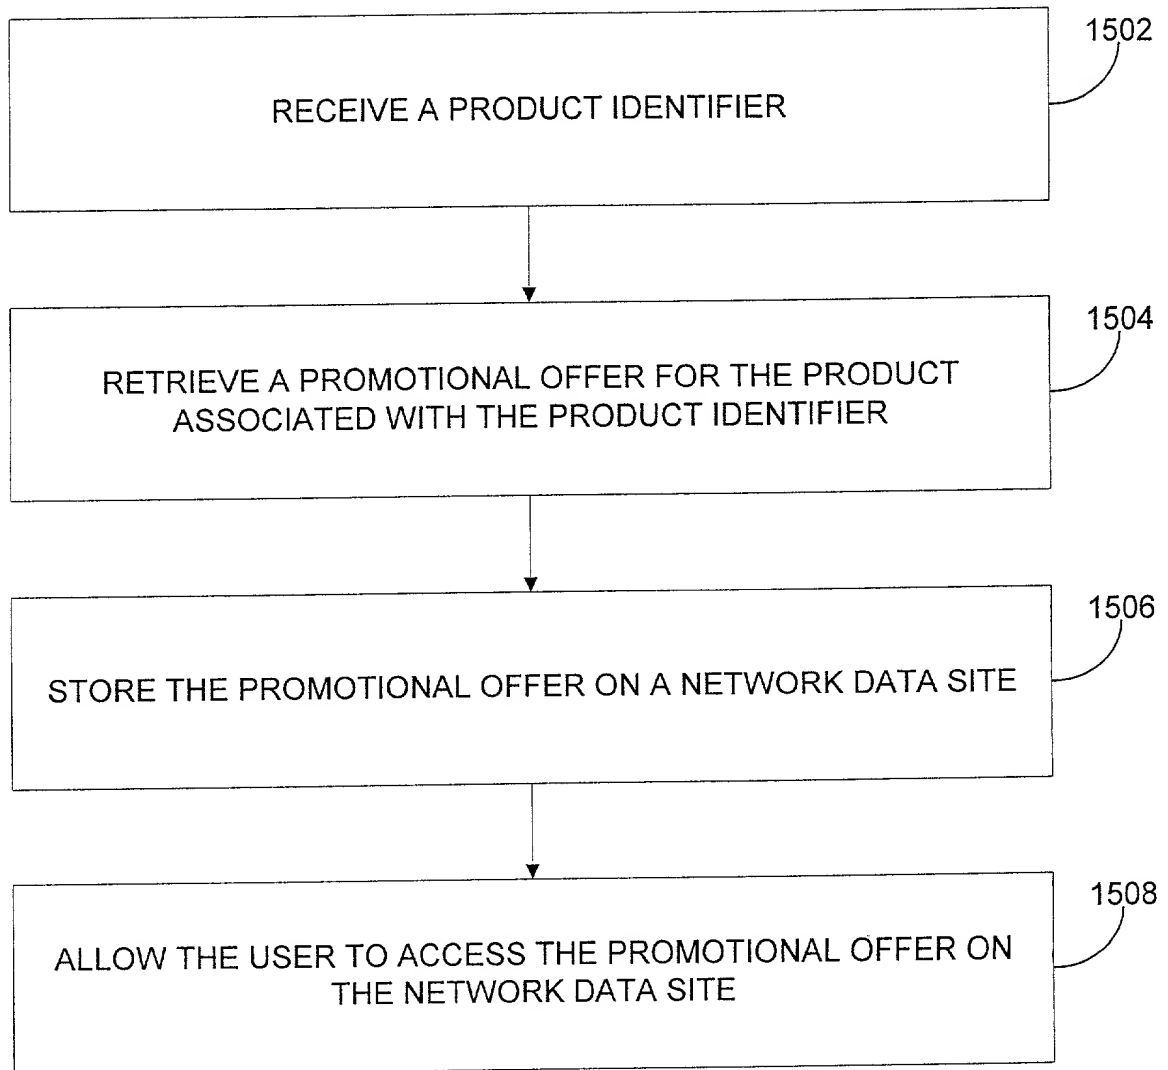 1502
RECEIVE A PRODUCT IDENTIFIER
1504
RETRIEVE A PROMOTIONAL OFFER FOR THE PRODUCT
ASSOCIATED WITH THE PRODUCT IDENTIFIER
1506
STORE THE PROMOTIONAL OFFER ON A NETWORK DATA SITE
1508
ALLOW THE USER TO ACCESS THE PROMOTIONAL OFFER ON
THE NETWORK DATA SITE